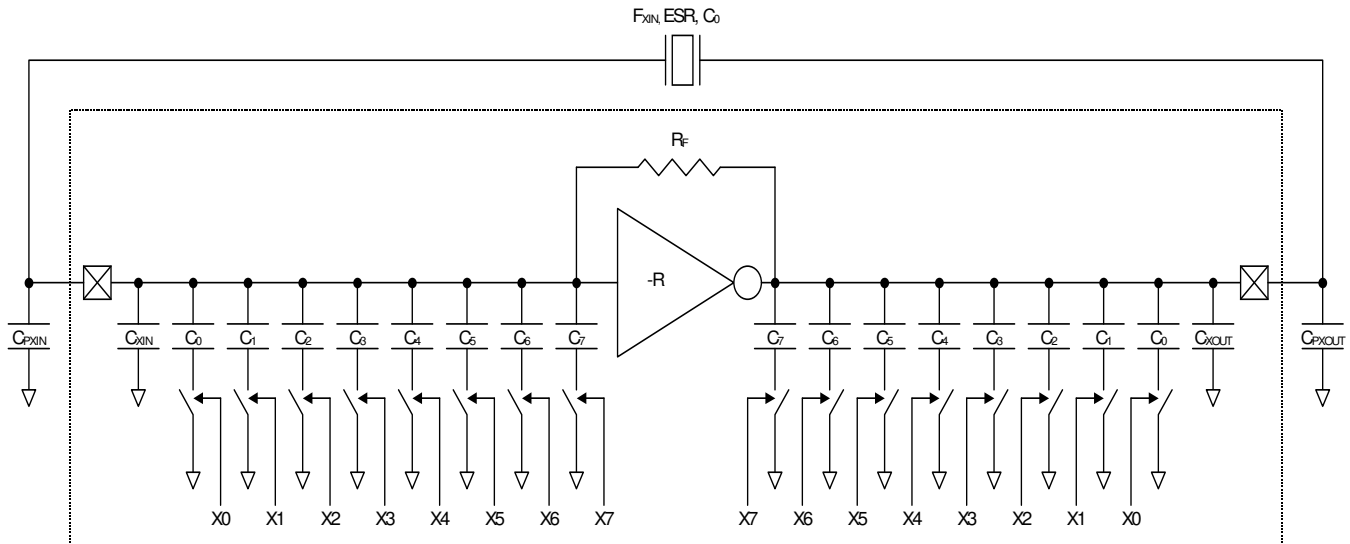 FXIN, ESR, C0
RF
-R
CPXIN CXIN C0 C1 C2 C3 C4 C5 C6 C7 C7 C6 C5 C4 C3 C2 C1 C0 CXOUT CPXOUT
X0 X1 X2 X3 X4 X5 X6 X7 X7 X6 X5 X4 X3 X2 X1 X0